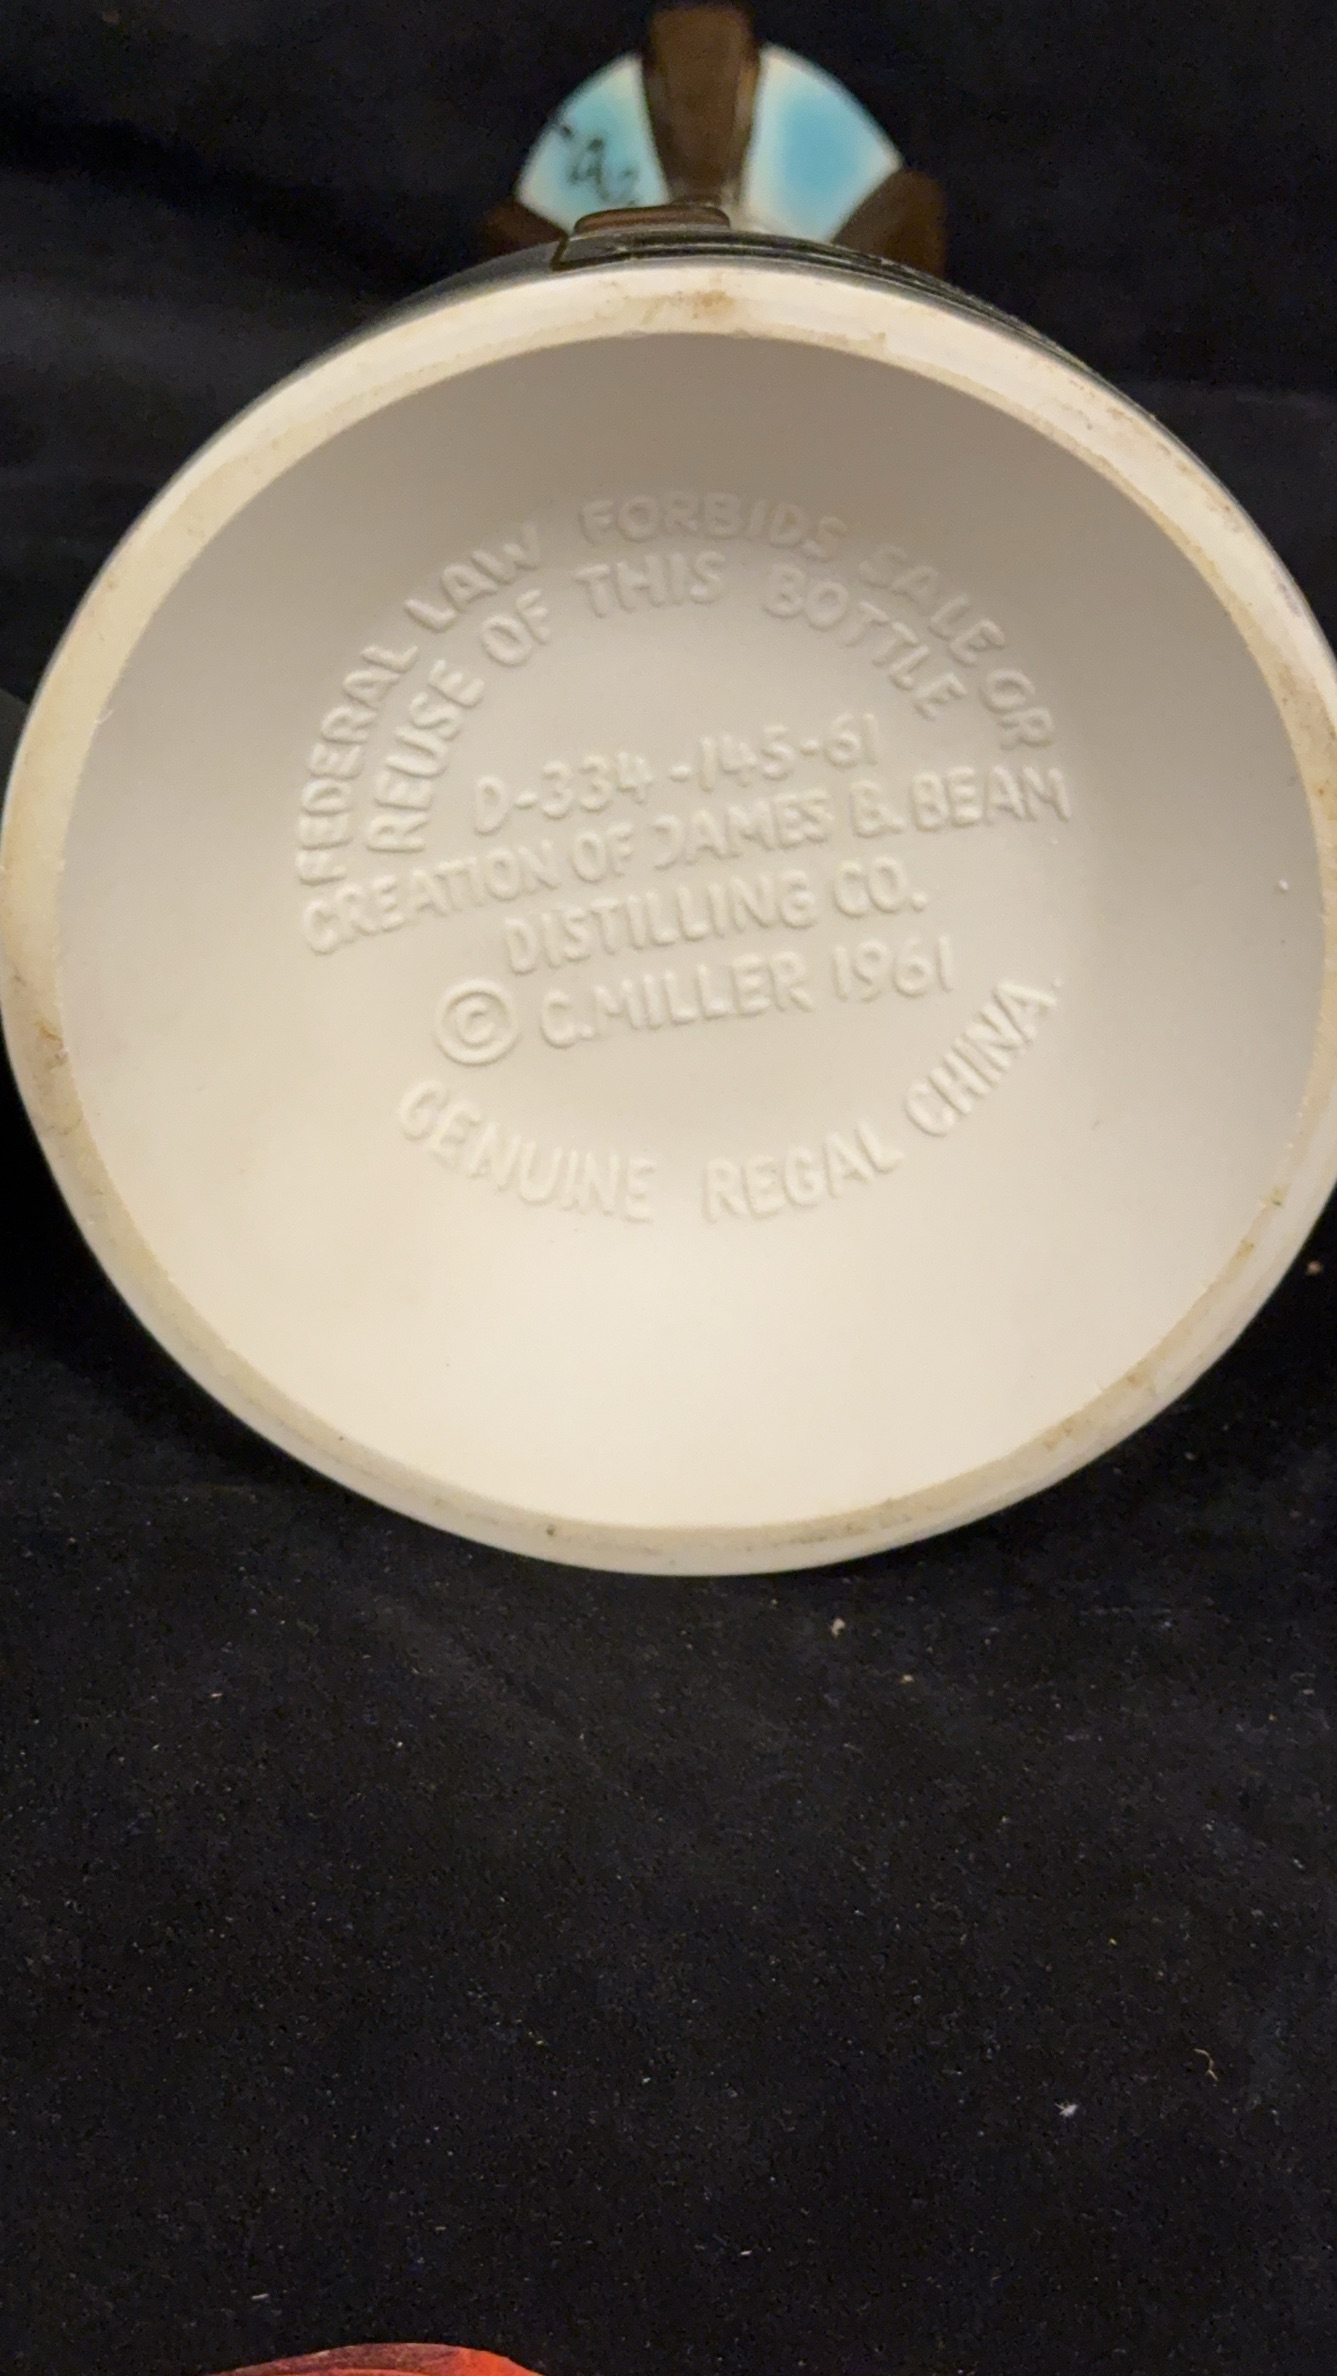 FEDERAL LAW FORBIDS SALE OR
REUSE OF THIS BOTTLE
D-334-145-61
CREATION OF JAMES B. BEAM
DISTILLING CO.
© C.MILLER 1961
GENUINE REGAL CHINA.